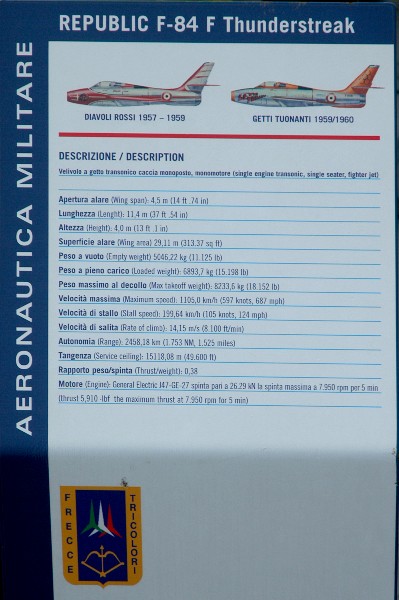 AERONAUTICA MILITARE
REPUBLIC F-84 F Thunderstreak
DIAVOLI ROSSI 1957 – 1959
GETTI TUONANTI 1959/1960
DESCRIZIONE / DESCRIPTION
Velivolo a getto transonico caccia monoposto, monomotore (single engine transonic, single seater, fighter jet)
Apertura alare (Wing span): 4,5 m (14 ft .74 in)
Lunghezza (Lenght): 11,4 m (37 ft .54 in)
Altezza (Height): 4,0 m (13 ft .1 in)
Superficie alare (Wing area) 29,11 m (313.37 sq ft)
Peso a vuoto (Empty weight) 5046,22 kg (11.125 lb)
Peso a pieno carico (Loaded weight): 6893,7 kg (15.198 lb)
Peso massimo al decollo (Max takeoff weight): 8233,6 kg (18.152 lb)
Velocità massima (Maximum speed): 1105,0 km/h (597 knots, 687 mph)
Velocità di stallo (Stall speed): 199,64 km/h (105 knots, 124 mph)
Velocità di salita (Rate of climb): 14,15 m/s (8.100 ft/min)
Autonomia (Range): 2458,18 km (1.753 NM, 1.525 miles)
Tangenza (Service ceiling): 15118,08 m (49.600 ft)
Rapporto peso/spinta (Thrust/weight): 0,38
Motore (Engine): General Electric J47-GE-27 spinta pari a 26.29 kN la spinta massima a 7.950 rpm per 5 min
(thrust 5,910 -lbf the maximum thrust at 7.950 rpm for 5 min)
FRECCE
TRICOLORI